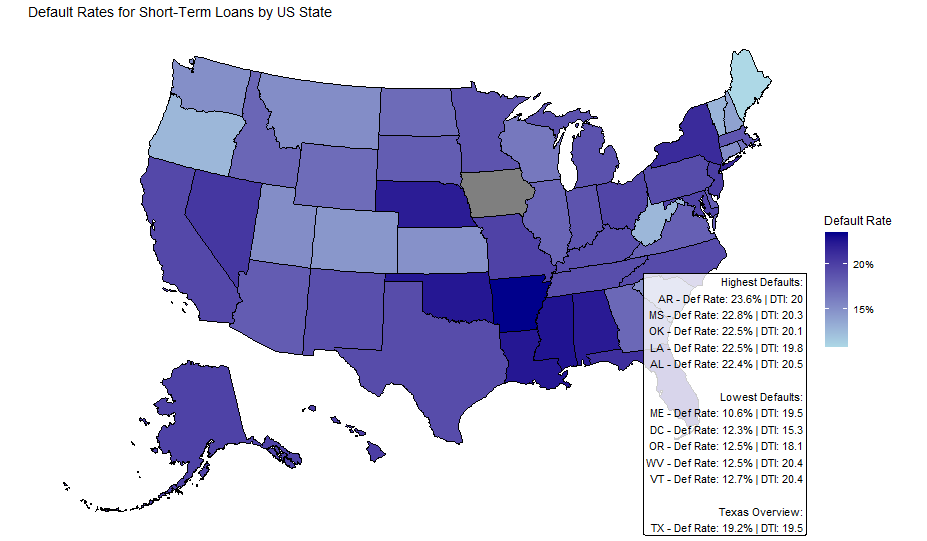 Default Rates for Short-Term Loans by US State
Default Rate
20%
15%
Highest Defaults:
AR - Def Rate: 23.6% | DTI: 20
MS - Def Rate: 22.8% | DTI: 20.3
OK - Def Rate: 22.5% | DTI: 20.1
LA - Def Rate: 22.5% | DTI: 19.8
AL - Def Rate: 22.4% | DTI: 20.5
Lowest Defaults:
ME - Def Rate: 10.6% | DTI: 19.5
DC - Def Rate: 12.3% | DTI: 15.3
OR - Def Rate: 12.5% | DTI: 18.1
WV - Def Rate: 12.5% | DTI: 20.4
VT - Def Rate: 12.7% | DTI: 20.4
Texas Overview:
TX - Def Rate: 19.2% | DTI: 19.5